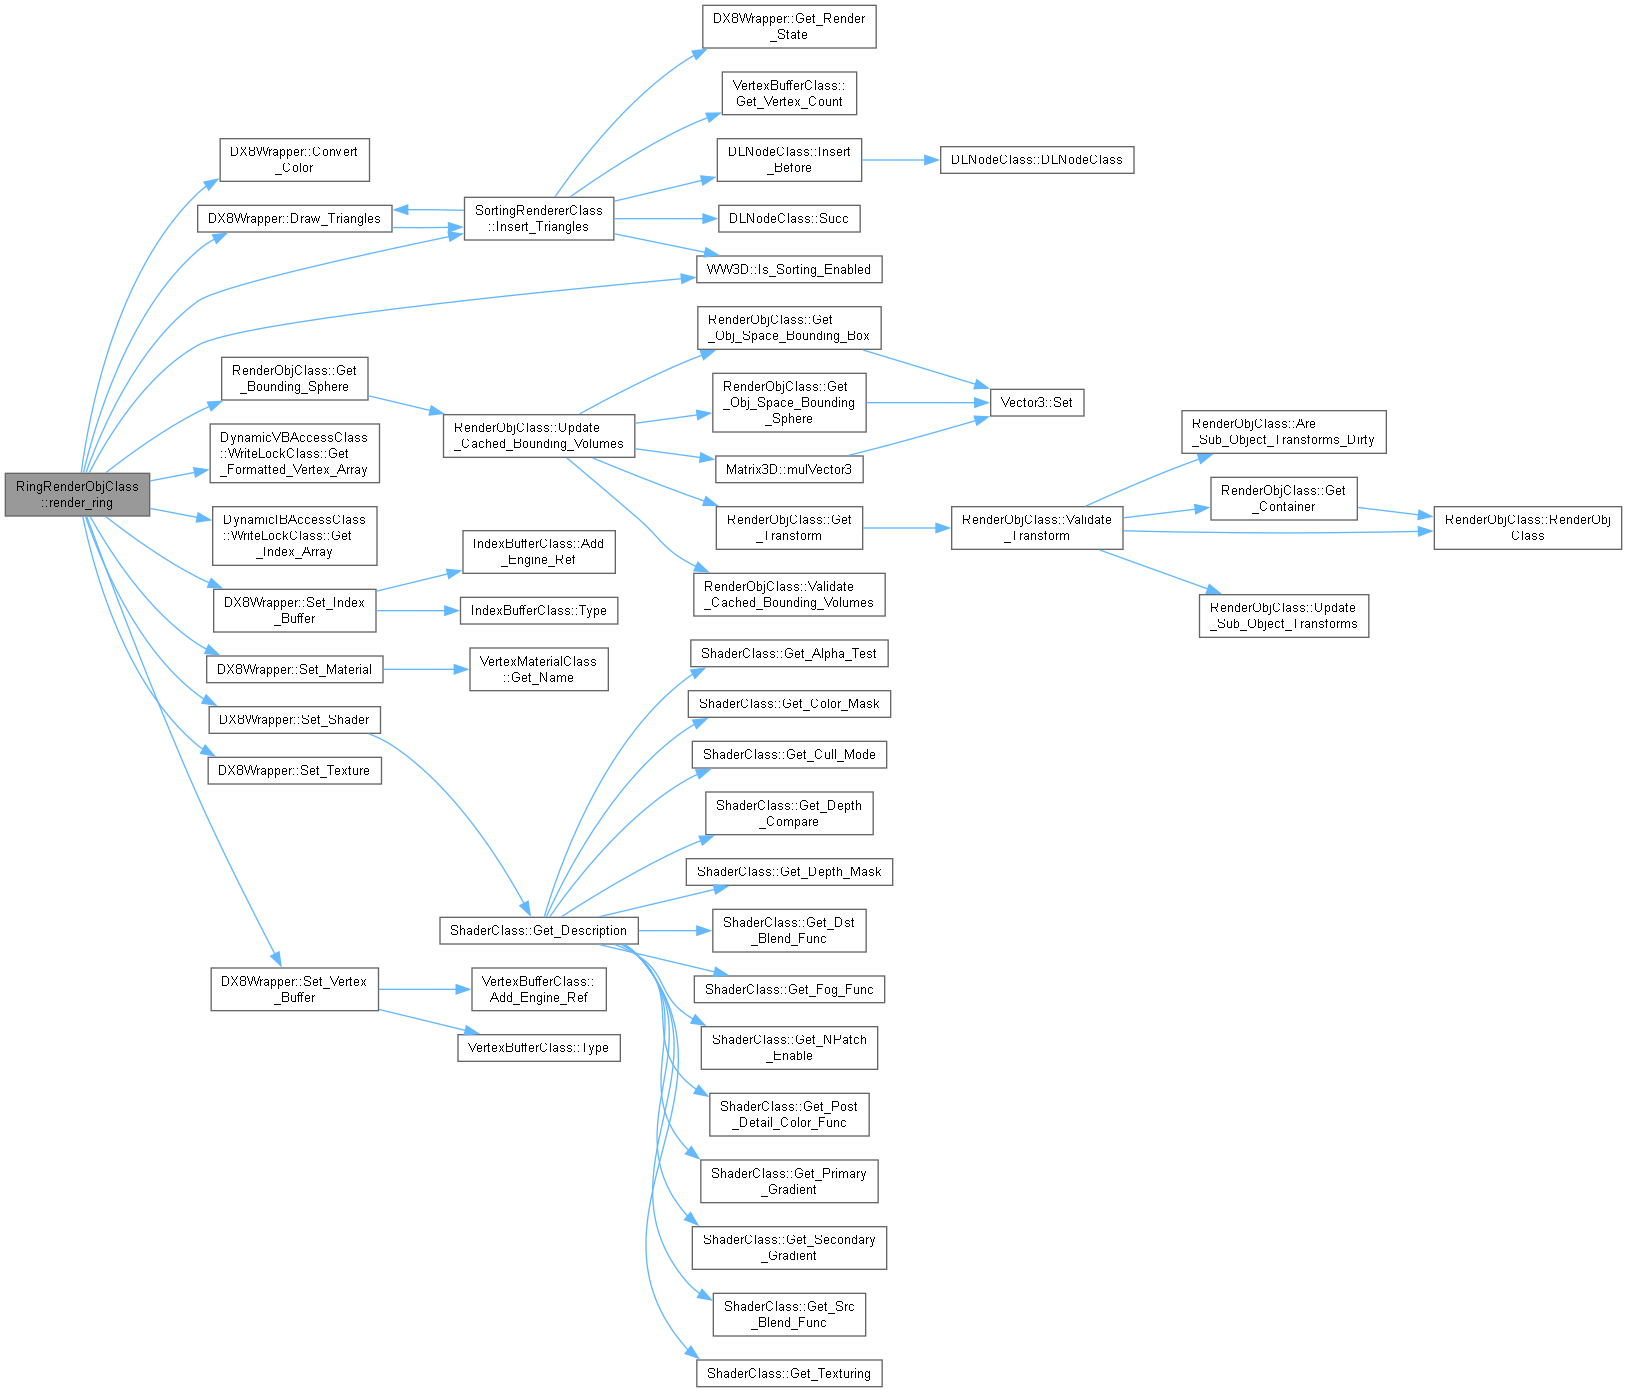 RingRenderObjClass
::render_ring
DX8Wrapper::Convert
_Color
DX8Wrapper::Draw_Triangles
SortingRendererClass
::Insert_Triangles
DX8Wrapper::Get_Render
_State
VertexBufferClass::
Get_Vertex_Count
DLNodeClass::Insert
_Before
DLNodeClass::DLNodeClass
DLNodeClass::Succ
WW3D::Is_Sorting_Enabled
RenderObjClass::Get
_Bounding_Sphere
RenderObjClass::Update
_Cached_Bounding_Volumes
RenderObjClass::Get
_Obj_Space_Bounding_Box
RenderObjClass::Get
_Obj_Space_Bounding
_Sphere
Vector3::Set
Matrix3D::mulVector3
RenderObjClass::Get
_Transform
RenderObjClass::Validate
_Transform
RenderObjClass::Are
_Sub_Object_Transforms_Dirty
RenderObjClass::Get
_Container
RenderObjClass::RenderObj
Class
RenderObjClass::Update
_Sub_Object_Transforms
RenderObjClass::Validate
_Cached_Bounding_Volumes
DynamicVBAccessClass
::WriteLockClass::Get
_Formatted_Vertex_Array
DynamicIBAccessClass
::WriteLockClass::Get
_Index_Array
DX8Wrapper::Set_Index
_Buffer
IndexBufferClass::Add
_Engine_Ref
IndexBufferClass::Type
DX8Wrapper::Set_Material
VertexMaterialClass
::Get_Name
DX8Wrapper::Set_Shader
DX8Wrapper::Set_Texture
ShaderClass::Get_Description
ShaderClass::Get_Alpha_Test
ShaderClass::Get_Color_Mask
ShaderClass::Get_Cull_Mode
ShaderClass::Get_Depth
_Compare
ShaderClass::Get_Depth_Mask
ShaderClass::Get_Dst
_Blend_Func
ShaderClass::Get_Fog_Func
ShaderClass::Get_NPatch
_Enable
ShaderClass::Get_Post
_Detail_Color_Func
ShaderClass::Get_Primary
_Gradient
ShaderClass::Get_Secondary
_Gradient
ShaderClass::Get_Src
_Blend_Func
ShaderClass::Get_Texturing
DX8Wrapper::Set_Vertex
_Buffer
VertexBufferClass::
Add_Engine_Ref
VertexBufferClass::Type